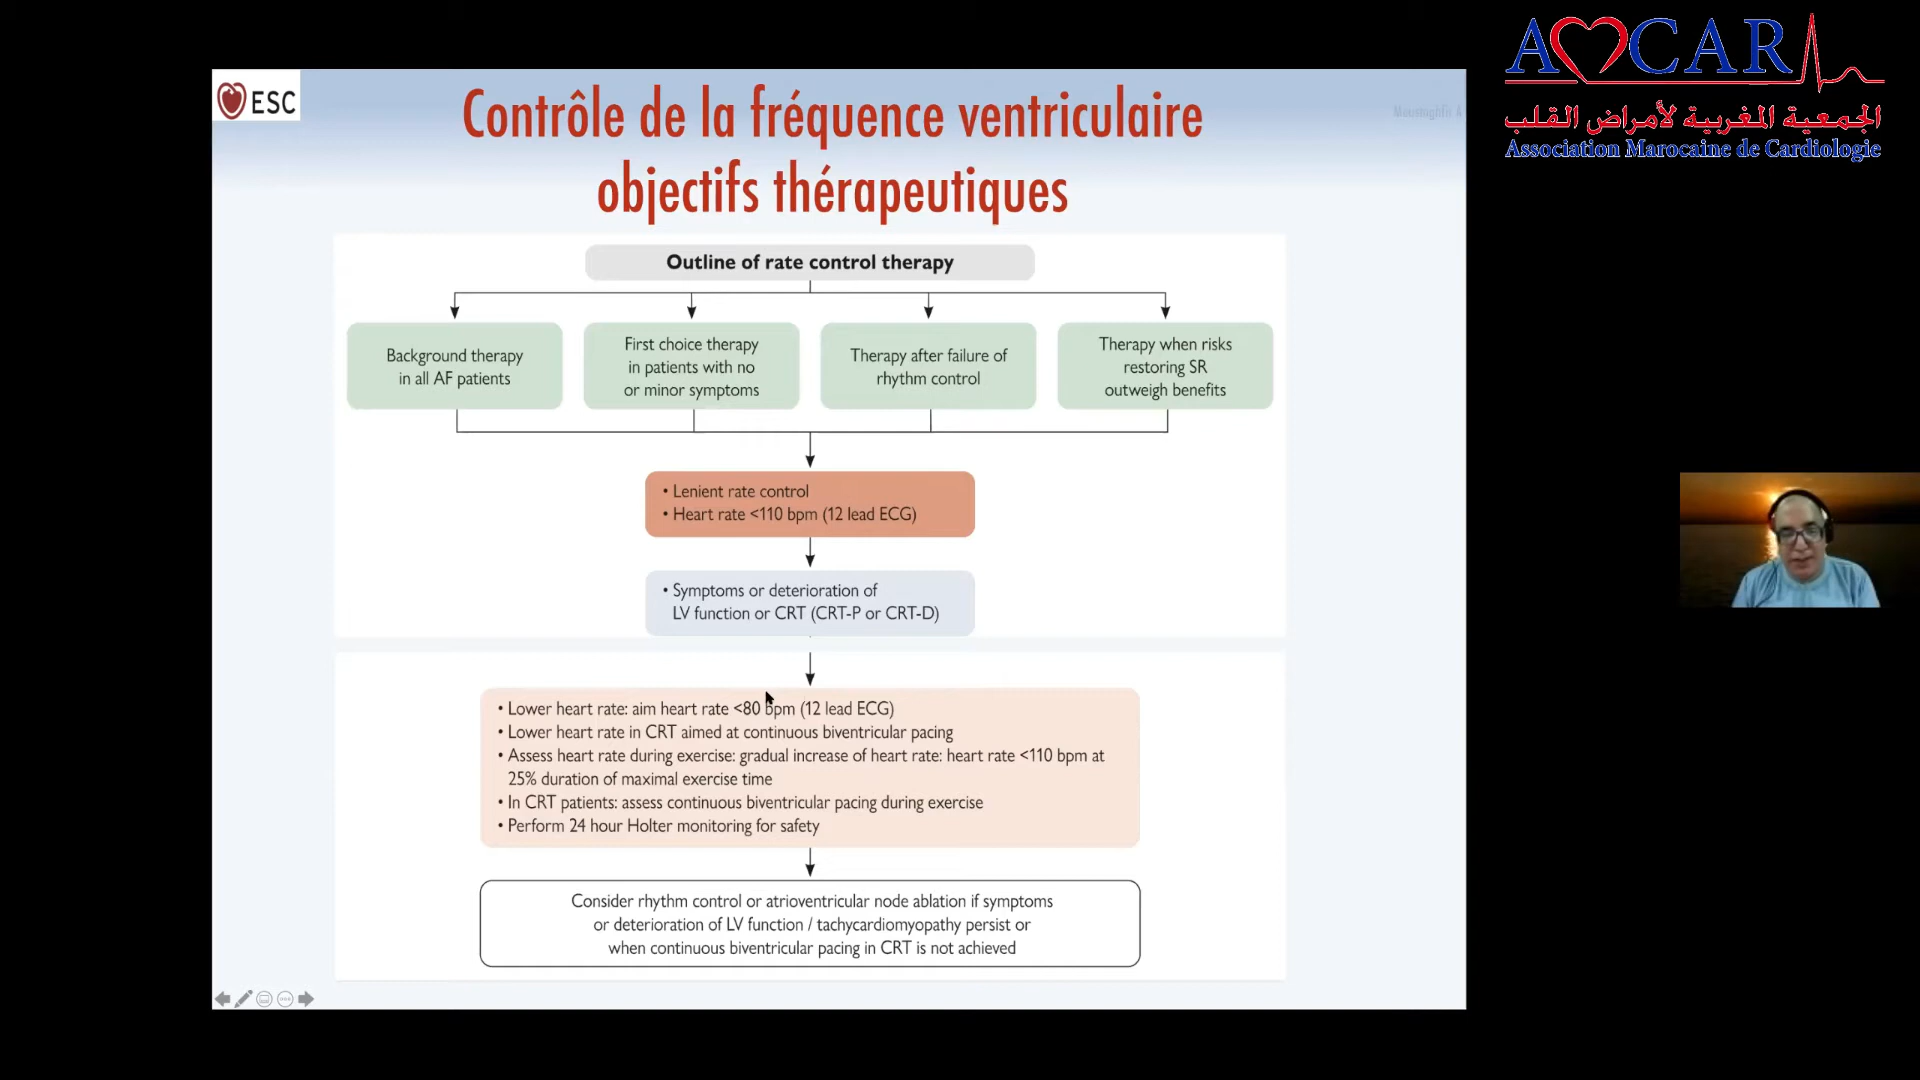 ESC
Contrôle de la fréquence ventriculaire
objectifs thérapeutiques
AMCAR
الجمعية المغربية لأمراض القلب
Association Marocaine de Cardiologie
Outline of rate control therapy
Background therapy
in all AF patients
First choice therapy
in patients with no
or minor symptoms
Therapy after failure of
rhythm control
Therapy when risks
restoring SR
outweigh benefits
• Lenient rate control
• Heart rate <110 bpm (12 lead ECG)
• Symptoms or deterioration of
LV function or CRT (CRT-P or CRT-D)
• Lower heart rate: aim heart rate <80 bpm (12 lead ECG)
• Lower heart rate in CRT aimed at continuous biventricular pacing
• Assess heart rate during exercise: gradual increase of heart rate: heart rate <110 bpm at
25% duration of maximal exercise time
• In CRT patients: assess continuous biventricular pacing during exercise
• Perform 24 hour Holter monitoring for safety
Consider rhythm control or atrioventricular node ablation if symptoms
or deterioration of LV function / tachycardiomyopathy persist or
when continuous biventricular pacing in CRT is not achieved